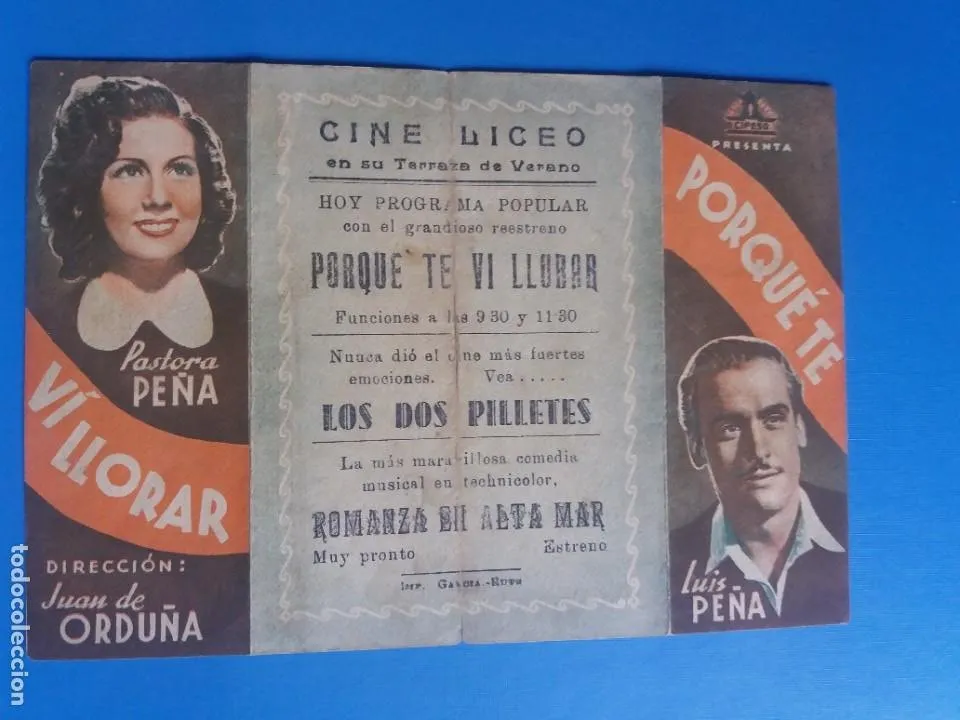 Pastora
PEÑA
VÍ LLORAR
DIRECCIÓN:
Juan de
ORDUÑA
CINE LICEO
en su Terraza de Verano
HOY PROGRAMA POPULAR
con el grandioso reestreno
PORQUE TE VI LLORAR
Funciones a las 9 30 y 11-30
Nunca dió el cine más fuertes
emociones. Vea .....
LOS DOS PILLETES
La más maravillosa comedia
musical en technicolor,
ROMANZA EN ALTA MAR
Muy pronto Estreno
IMP. GARCIA.-RUTE
CIFESA
PRESENTA
PORQUÉ TE
Luis
PEÑA
todocoleccion